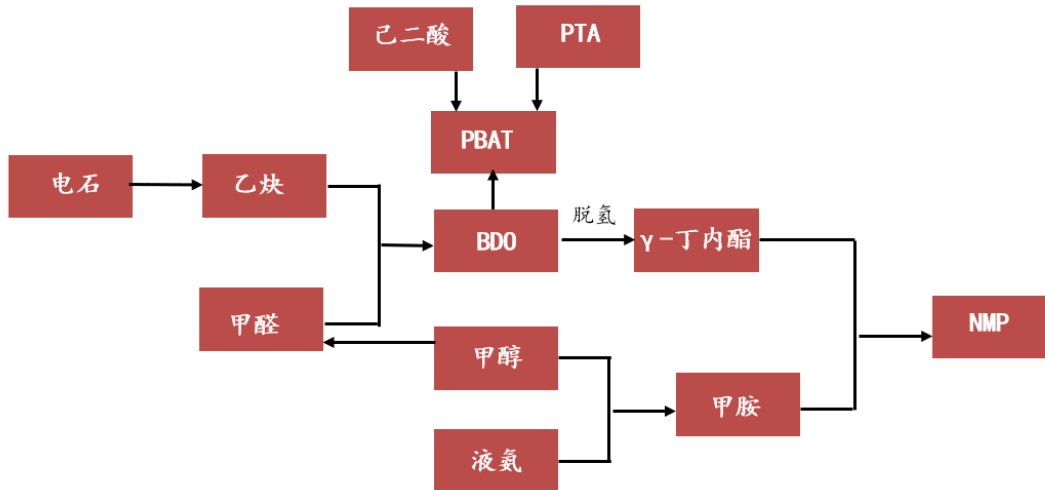 己二酸
PTA
PBAT
电石
乙炔
BDO
脱氢
γ-丁内酯
甲醛
甲醇
NMP
甲胺
液氨